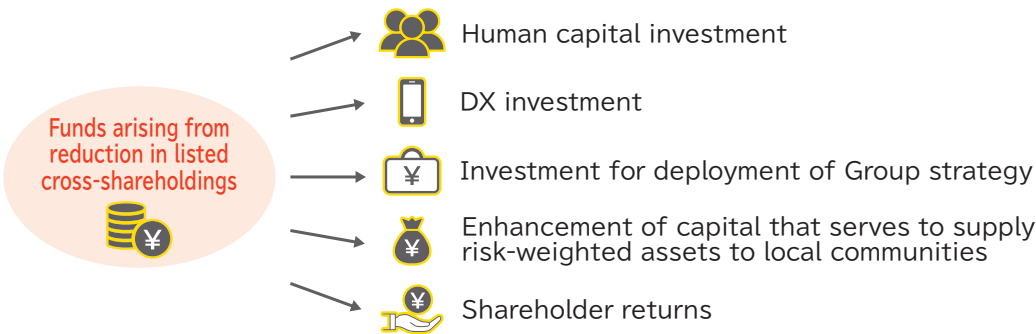 Funds arising from
reduction in listed
cross-shareholdings
¥
Human capital investment
DX investment
¥
Investment for deployment of Group strategy
¥
Enhancement of capital that serves to supply
risk-weighted assets to local communities
¥
Shareholder returns